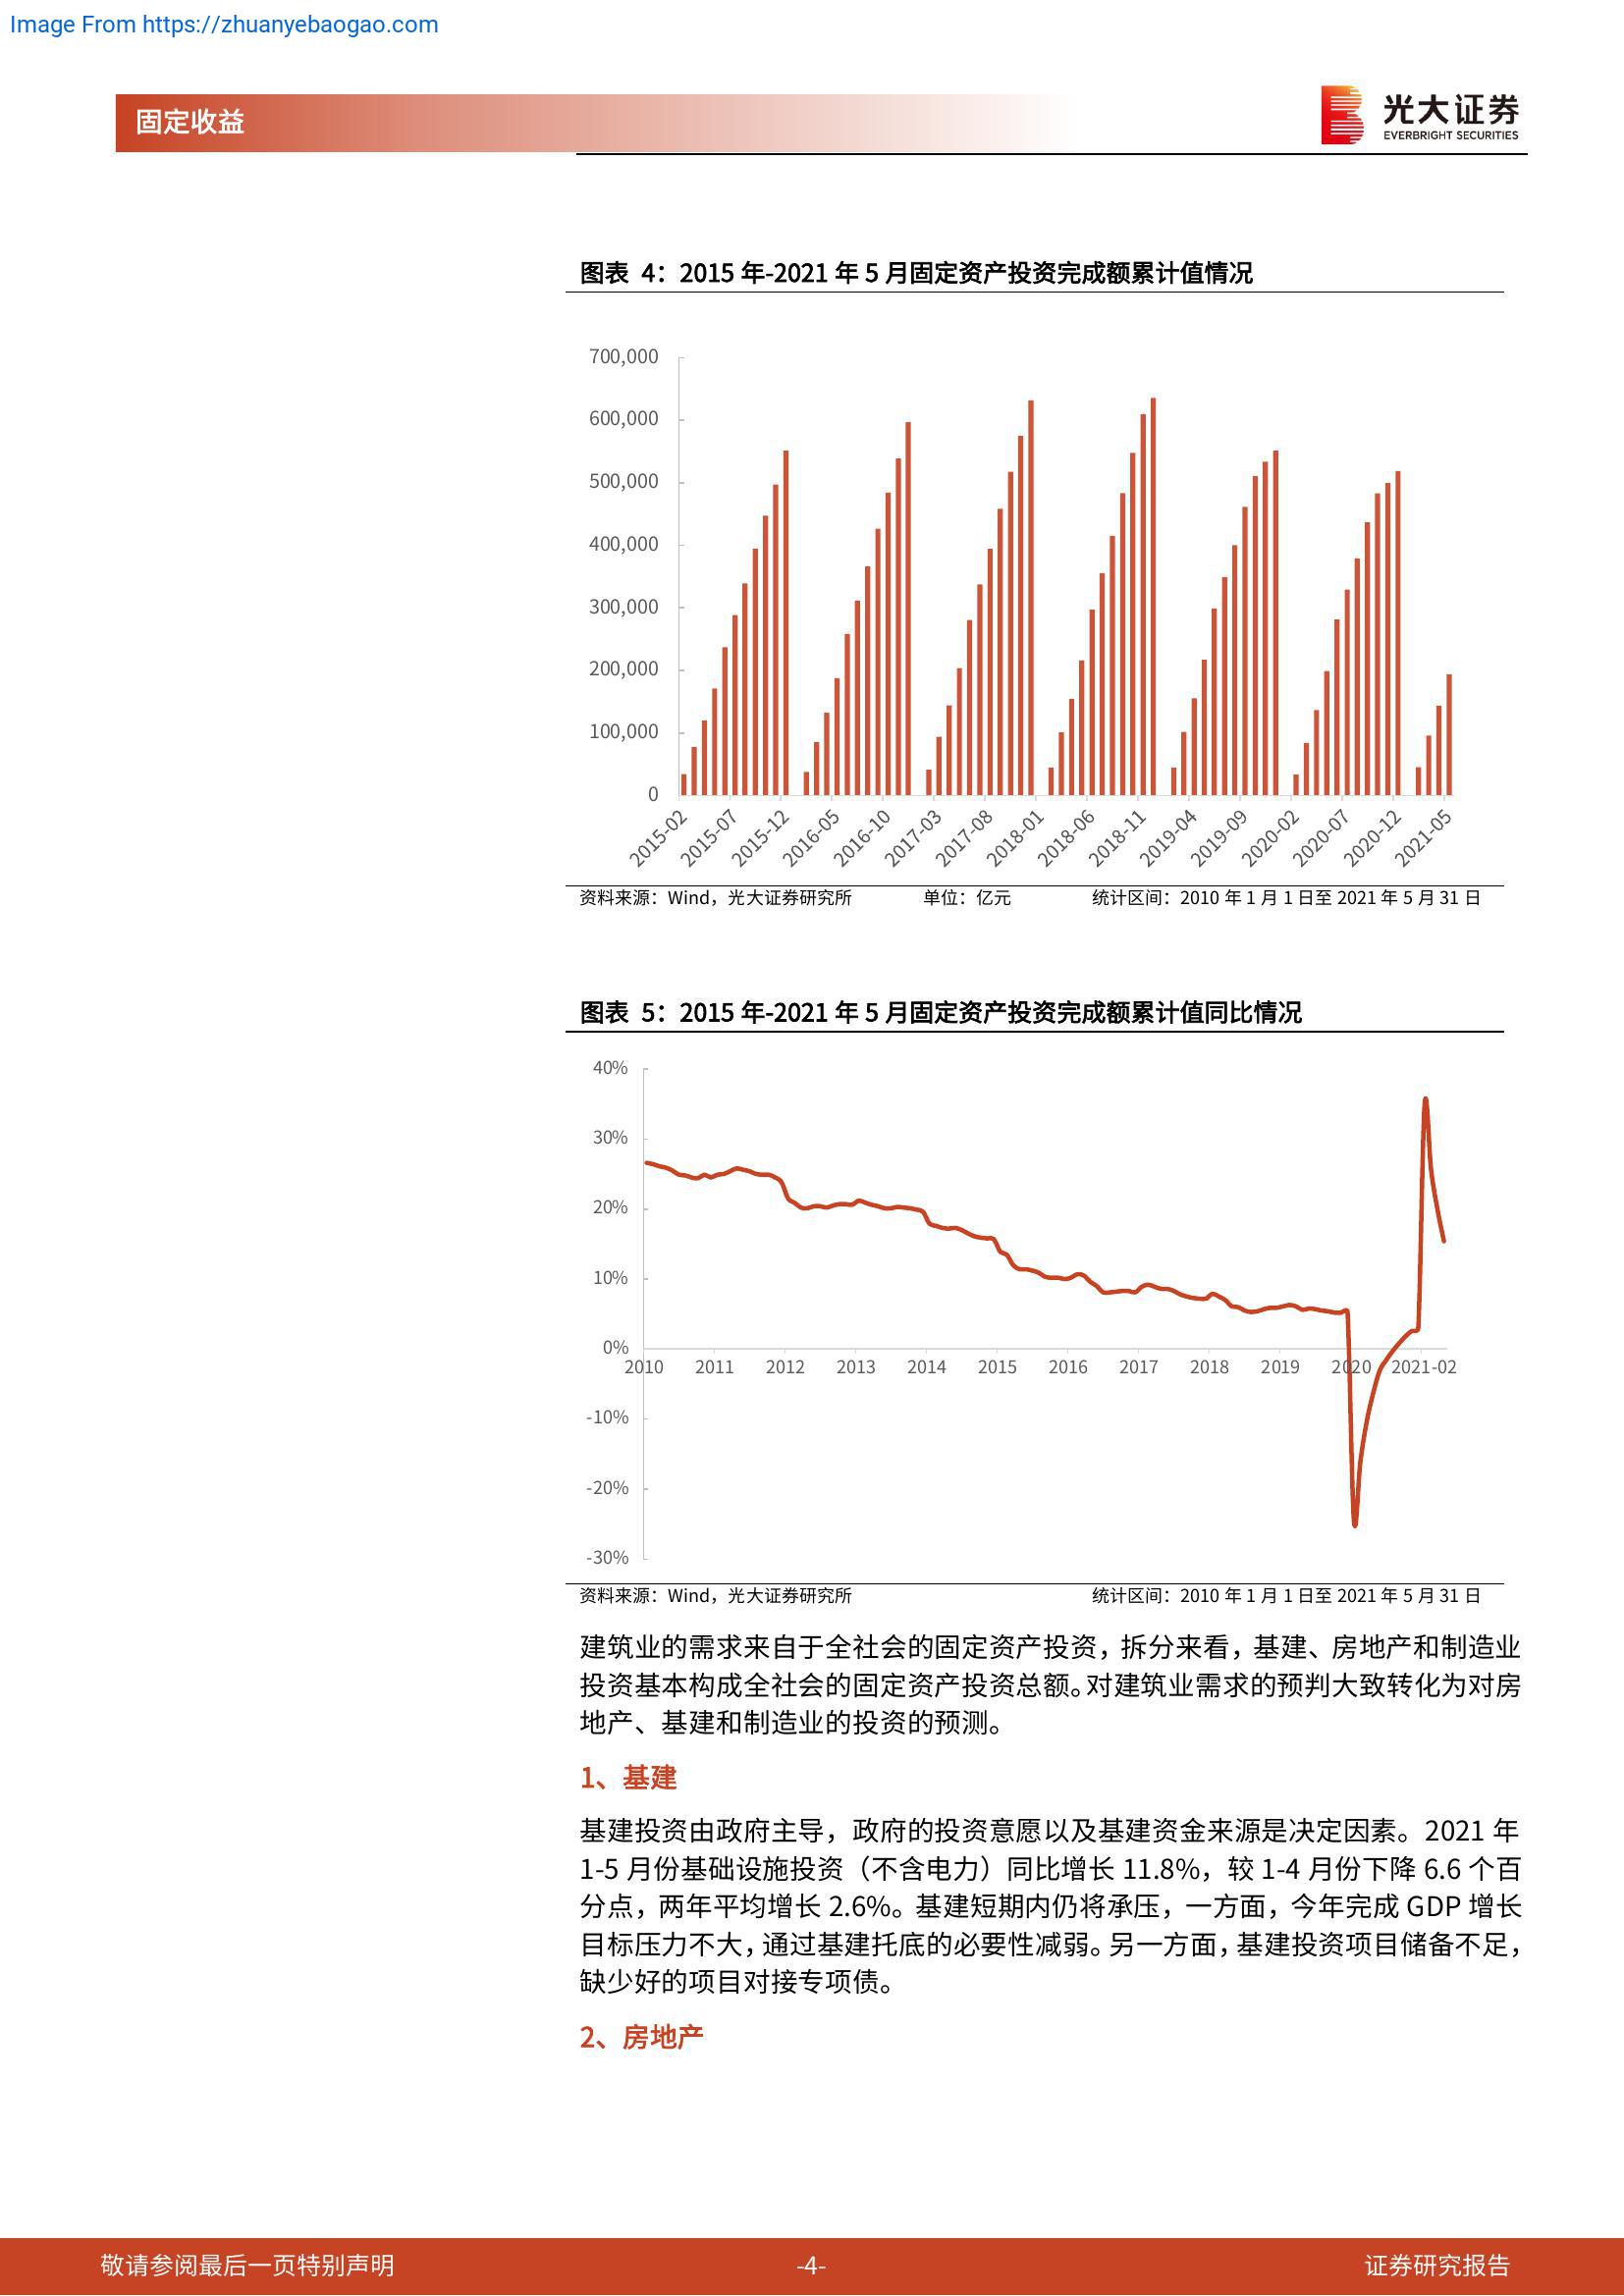 Image From https://zhuanyebaogao.com
固定收益
光大证券
EVERBRIGHT SECURITIES
图表 4：2015 年-2021 年 5 月固定资产投资完成额累计值情况
700,000
600,000
500,000
400,000
300,000
200,000
100,000
0
2015-02 2015-07 2015-12 2016-05 2016-10 2017-03 2017-08 2018-01 2018-06 2018-11 2019-04 2019-09 2020-02 2020-07 2020-12 2021-05
资料来源：Wind，光大证券研究所 单位：亿元 统计区间：2010 年 1 月 1 日至 2021 年 5 月 31 日
图表 5：2015 年-2021 年 5 月固定资产投资完成额累计值同比情况
40%
30%
20%
10%
0%
2010 2011 2012 2013 2014 2015 2016 2017 2018 2019 2020 2021-02
-10%
-20%
-30%
资料来源：Wind，光大证券研究所 统计区间：2010 年 1 月 1 日至 2021 年 5 月 31 日
建筑业的需求来自于全社会的固定资产投资，拆分来看，基建、房地产和制造业
投资基本构成全社会的固定资产投资总额。对建筑业需求的预判大致转化为对房
地产、基建和制造业的投资的预测。
1、基建
基建投资由政府主导，政府的投资意愿以及基建资金来源是决定因素。2021 年
1-5 月份基础设施投资（不含电力）同比增长 11.8%，较 1-4 月份下降 6.6 个百
分点，两年平均增长 2.6%。基建短期内仍将承压，一方面，今年完成 GDP 增长
目标压力不大，通过基建托底的必要性减弱。另一方面，基建投资项目储备不足，
缺少好的项目对接专项债。
2、房地产
敬请参阅最后一页特别声明 -4- 证券研究报告